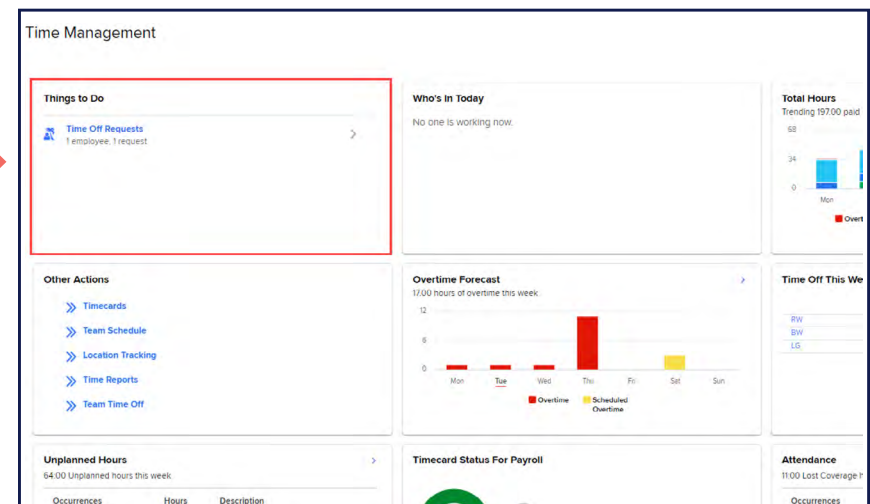 Time Management
Things to Do
Time Off Requests
1 employee, 1 request
Who's In Today
No one is working now.
Total Hours
Trending 197.00 paid
68
34
0
Mon
Overt
Other Actions
Timecards
Team Schedule
Location Tracking
Time Reports
Team Time Off
Overtime Forecast
17.00 hours of overtime this week
12
6
0
Mon Tue Wed Thu Fri Sat Sun
Overtime Scheduled
Overtime
Time Off This We
RW
BW
LG
Unplanned Hours
64:00 Unplanned hours this week
Occurrences Hours Description
Timecard Status For Payroll
Attendance
11:00 Lost Coverage
Occurrences